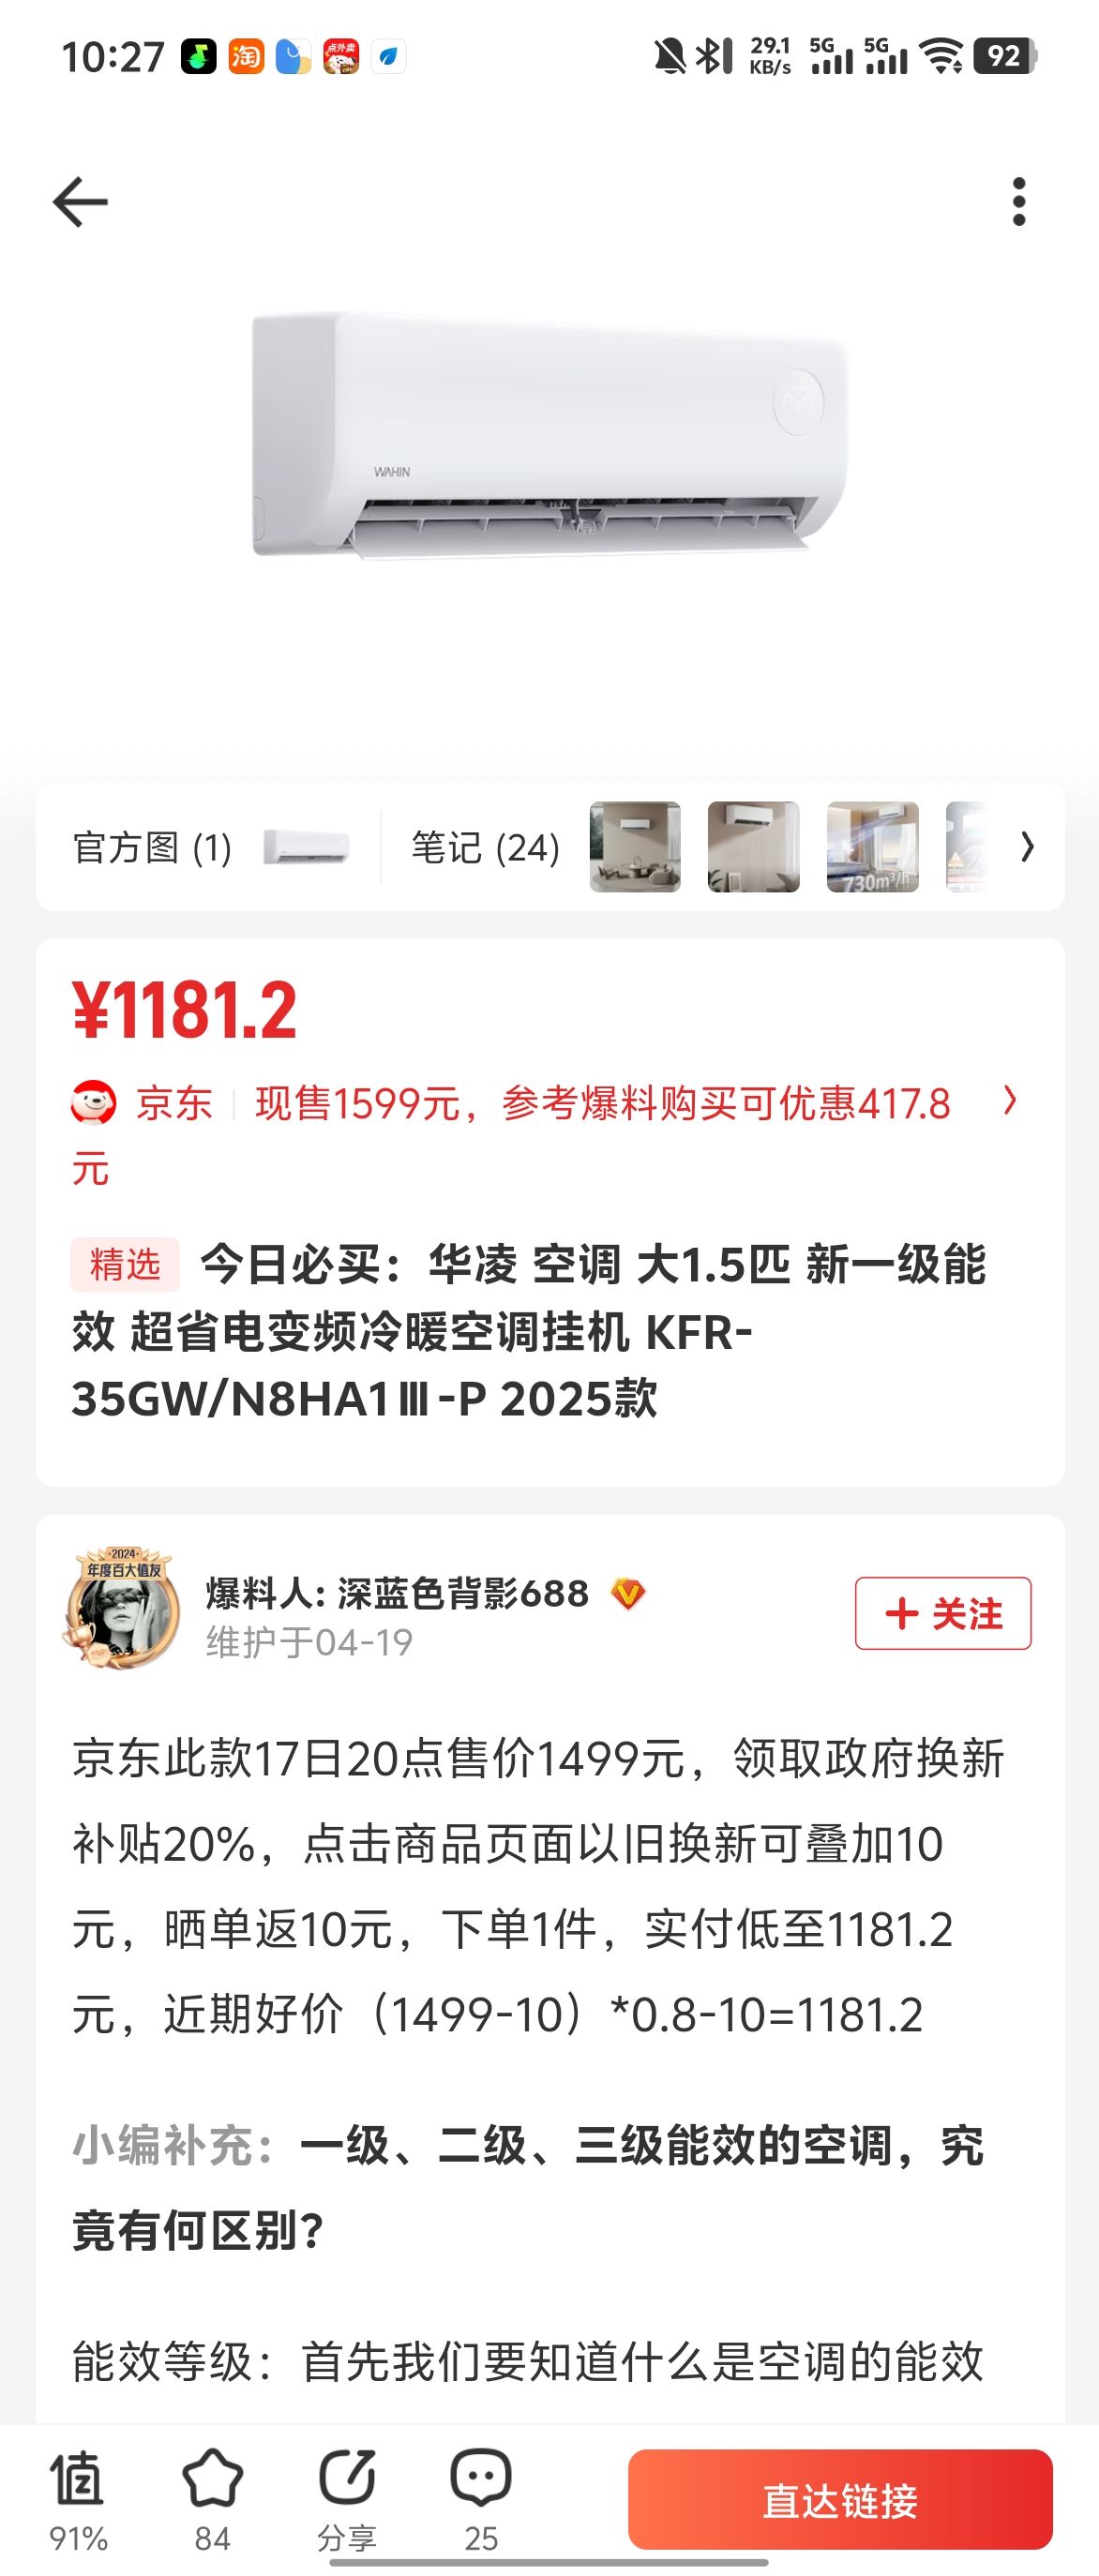 10:27
淘
点外卖
29.1
KB/s
5G
5G
92
WAHIN
官方图 (1)
笔记 (24)
730m³/h
¥1181.2
京东
现售1599元，参考爆料购买可优惠417.8
元
精选 今日必买：华凌 空调 大1.5匹 新一级能
效 超省电变频冷暖空调挂机 KFR-
35GW/N8HA1Ⅲ-P 2025款
2024
年度百大值友
爆料人: 深蓝色背影688
维护于04-19
关注
京东此款17日20点售价1499元，领取政府换新
补贴20%，点击商品页面以旧换新可叠加10
元，晒单返10元，下单1件，实付低至1181.2
元，近期好价（1499-10）*0.8-10=1181.2
小编补充：一级、二级、三级能效的空调，究
竟有何区别？
能效等级：首先我们要知道什么是空调的能效
值
91%
84
分享
25
直达链接